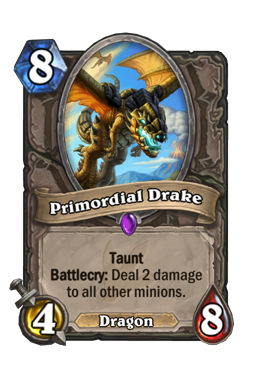 8
Primordial Drake
Taunt
Battlecry: Deal 2 damage
to all other minions.
4
Dragon
8